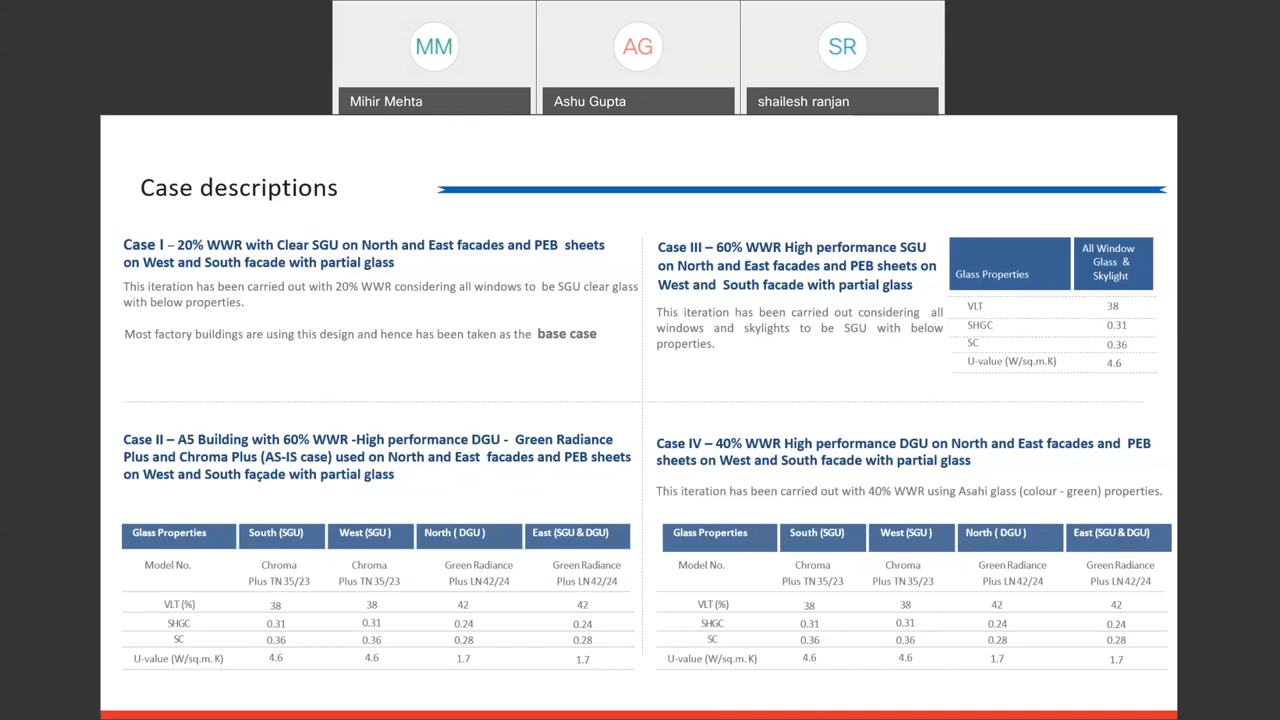 MM
AG
SR
Mihir Mehta
Ashu Gupta
shailesh ranjan
Case descriptions
Case I – 20% WWR with Clear SGU on North and East facades and PEB sheets
on West and South facade with partial glass
This iteration has been carried out with 20% WWR considering all windows to be SGU clear glass
with below properties.
Most factory buildings are using this design and hence has been taken as the base case
Case III – 60% WWR High performance SGU
on North and East facades and PEB sheets on
West and South facade with partial glass
This iteration has been carried out considering all
windows and skylights to be SGU with below
properties.
Glass Properties
All Window
Glass &
Skylight
VLT 38
SHGC 0.31
SC 0.36
U-value (W/sq.m.K) 4.6
Case II – A5 Building with 60% WWR -High performance DGU - Green Radiance
Plus and Chroma Plus (AS-IS case) used on North and East facades and PEB sheets
on West and South façade with partial glass
Glass Properties South (SGU) West (SGU ) North ( DGU ) East (SGU & DGU)
Model No. Chroma Chroma Green Radiance Green Radiance
Plus TN 35/23 Plus TN 35/23 Plus LN 42/24 Plus LN 42/24
VLT (%) 38 38 42 42
SHGC 0.31 0.31 0.24 0.24
SC 0.36 0.36 0.28 0.28
U-value (W/sq.m. K) 4.6 4.6 1.7 1.7
Case IV – 40% WWR High performance DGU on North and East facades and PEB
sheets on West and South facade with partial glass
This iteration has been carried out with 40% WWR using Asahi glass (colour - green) properties.
Glass Properties South (SGU) West (SGU ) North ( DGU ) East (SGU & DGU)
Model No. Chroma Chroma Green Radiance Green Radiance
Plus TN 35/23 Plus TN 35/23 Plus LN 42/24 Plus LN 42/24
VLT (%) 38 38 42 42
SHGC 0.31 0.31 0.24 0.24
SC 0.36 0.36 0.28 0.28
U-value (W/sq.m. K) 4.6 4.6 1.7 1.7